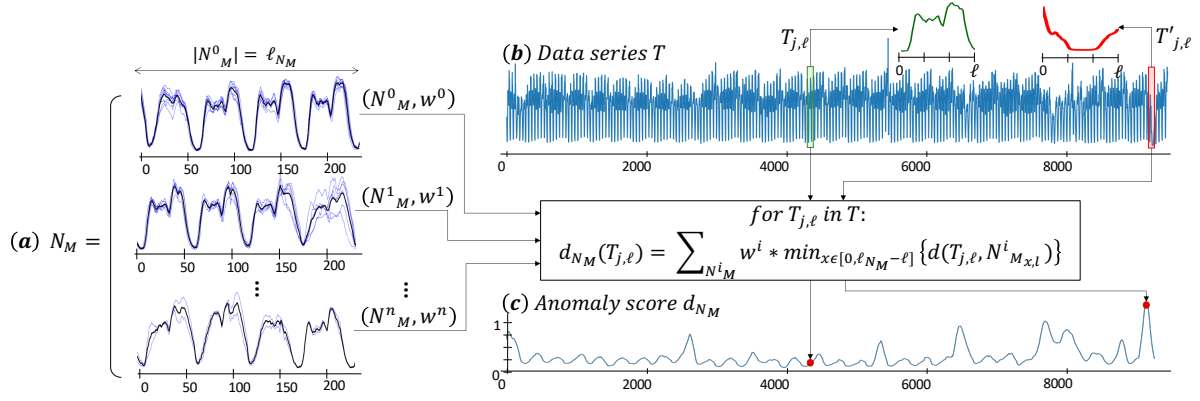 |N⁰_M| = ℓ_{N_M}
0 50 100 150 200
(N⁰_M, w⁰)
0 50 100 150 200
(N¹_M, w¹)
(a) N_M =
0 50 100 150 200
(Nⁿ_M, wⁿ)
(b) Data series T
T_{j,ℓ}
0 ℓ
0 ℓ
T'_{j,ℓ}
0 2000 4000 6000 8000
for T_{j,ℓ} in T:
d_{N_M}(T_{j,ℓ}) = ∑_{Nⁱ_M} wⁱ * min_{x∈[0,ℓ_{N_M}−ℓ]} {d(T_{j,ℓ}, Nⁱ_{M_{x,l}})}
(c) Anomaly score d_{N_M}
1
0
0 2000 4000 6000 8000